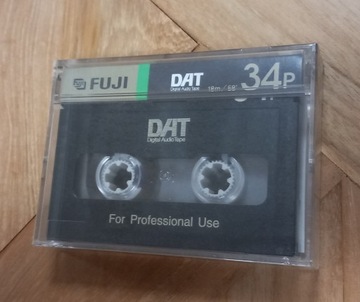 FUJI
DAT
Digital Audio Tape
34P
DAT
Digital Audio Tape
For Professional Use